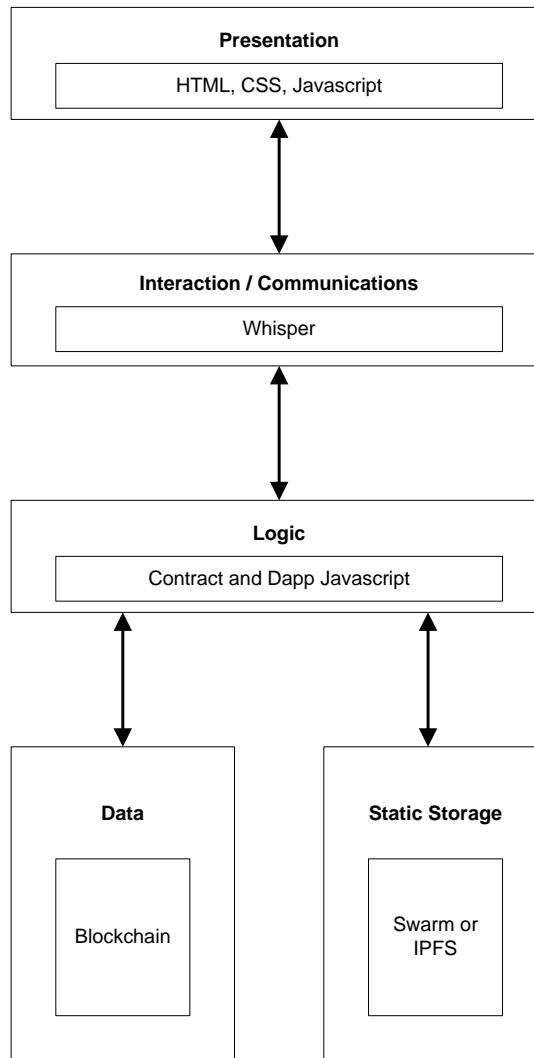 Presentation
HTML, CSS, Javascript
Interaction / Communications
Whisper
Logic
Contract and Dapp Javascript
Data
Blockchain
Static Storage
Swarm or
IPFS